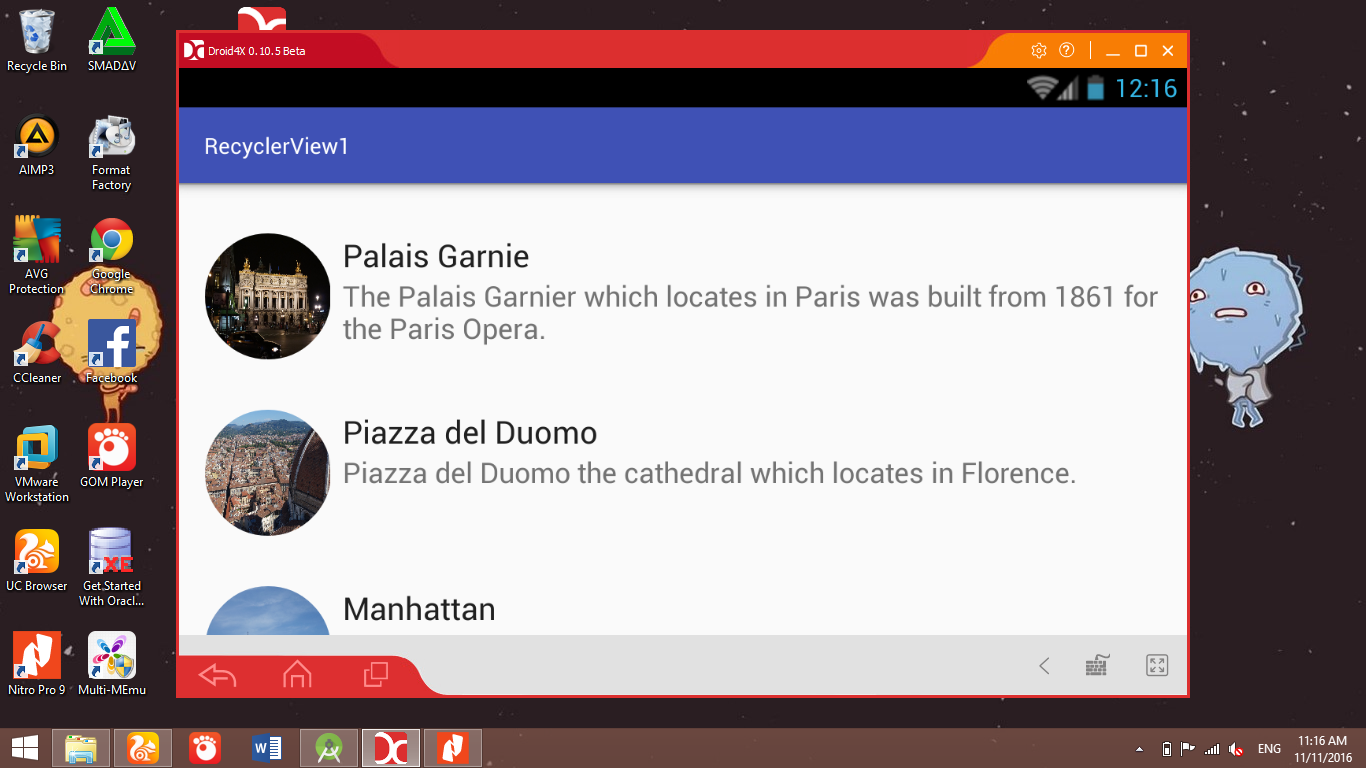 Recycle Bin
SMADΔV
AIMP3
Format
Factory
AVG
Protection
Google
Chrome
CCleaner
Facebook
VMware
Workstation
GOM Player
UC Browser
Get Started
With Oracl...
Nitro Pro 9
Multi-MEmu
Droid4X 0.10.5 Beta
12:16
RecyclerView1
Palais Garnie
The Palais Garnier which locates in Paris was built from 1861 for
the Paris Opera.
Piazza del Duomo
Piazza del Duomo the cathedral which locates in Florence.
Manhattan
ENG
11:16 AM
11/11/2016